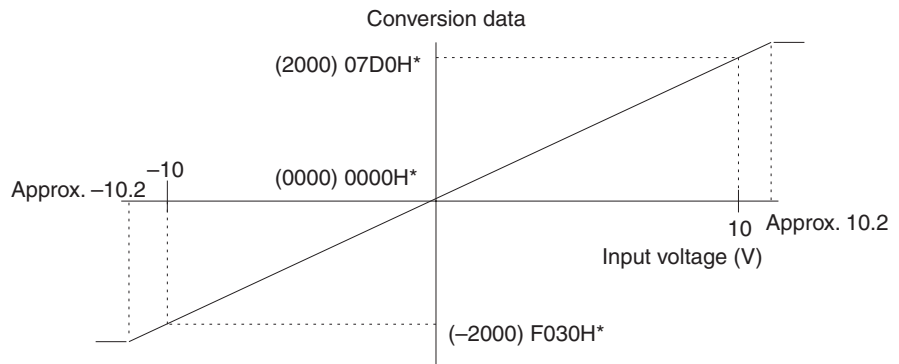 Conversion data
(2000) 07D0H*
–10
(0000) 0000H*
Approx. –10.2
10
Approx. 10.2
Input voltage (V)
(–2000) F030H*